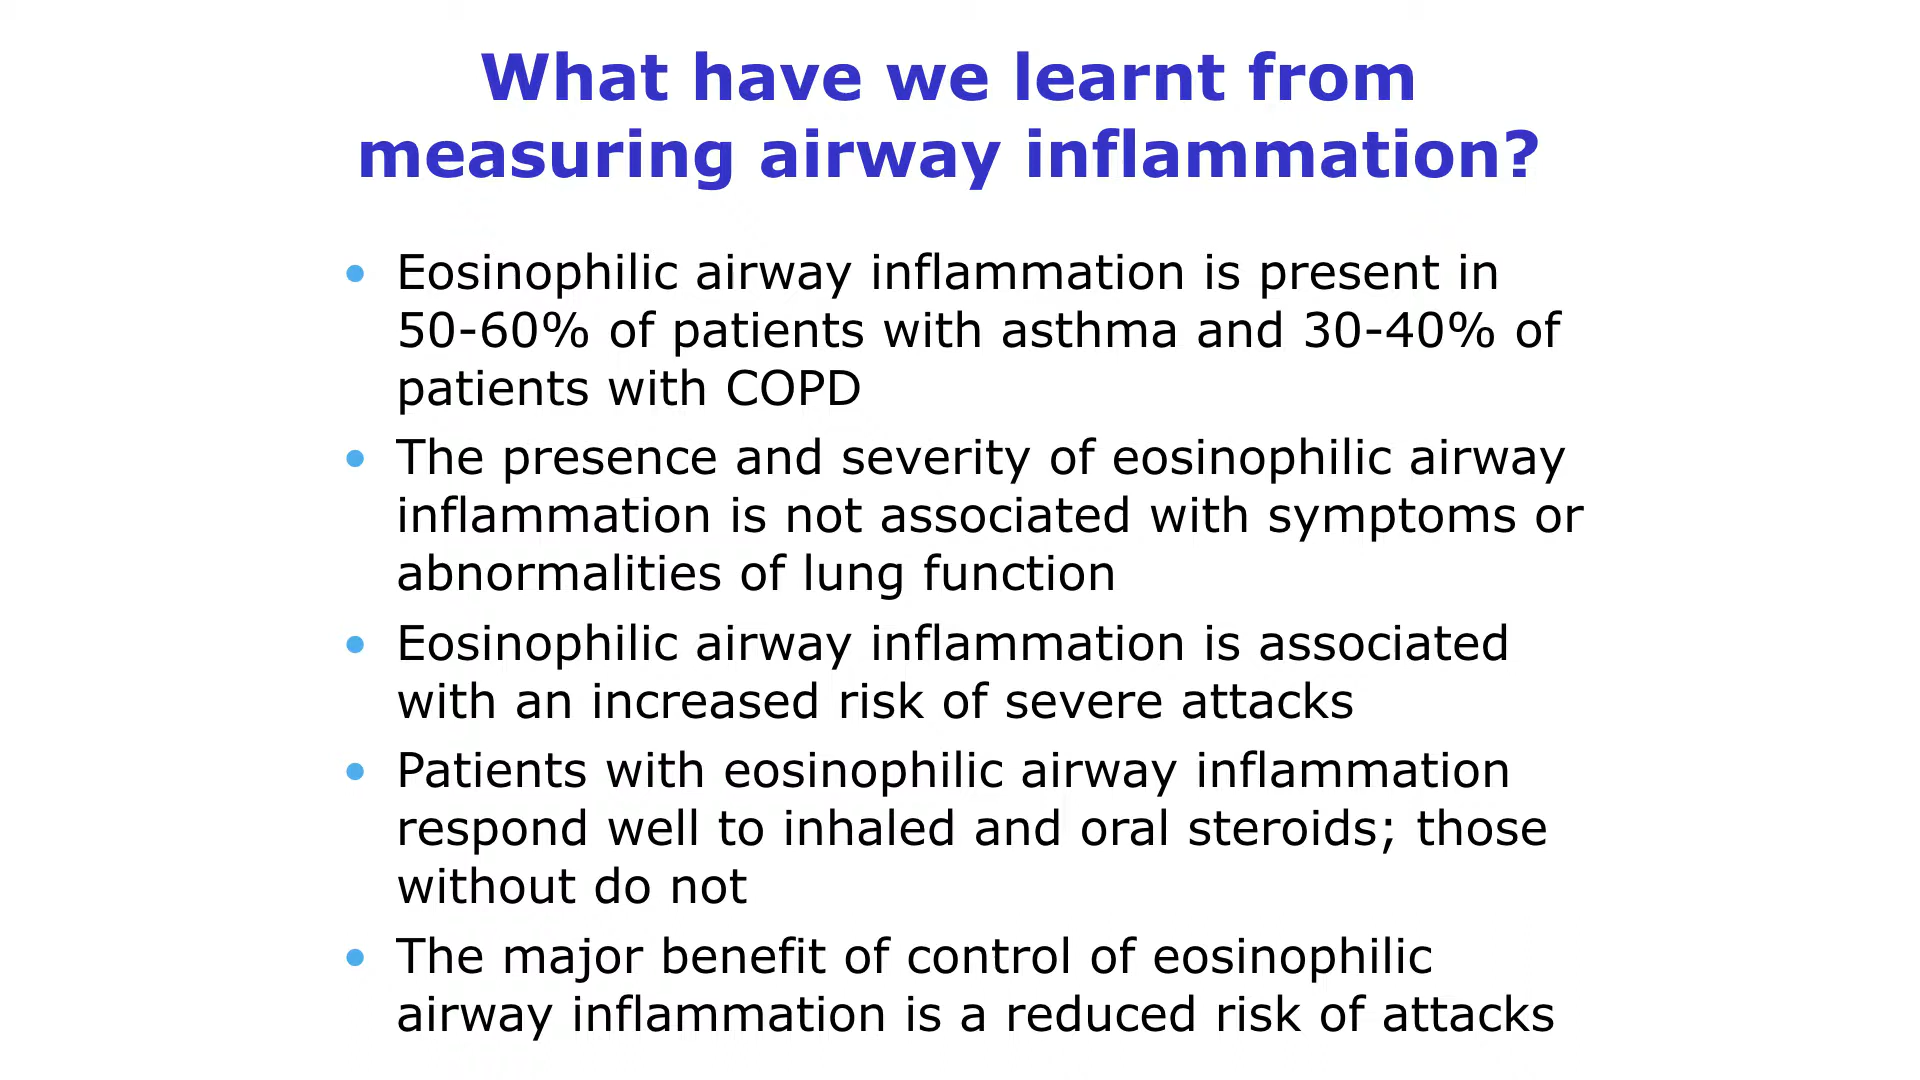 What have we learnt from
measuring airway inflammation?
• Eosinophilic airway inflammation is present in
50-60% of patients with asthma and 30-40% of
patients with COPD
• The presence and severity of eosinophilic airway
inflammation is not associated with symptoms or
abnormalities of lung function
• Eosinophilic airway inflammation is associated
with an increased risk of severe attacks
• Patients with eosinophilic airway inflammation
respond well to inhaled and oral steroids; those
without do not
• The major benefit of control of eosinophilic
airway inflammation is a reduced risk of attacks